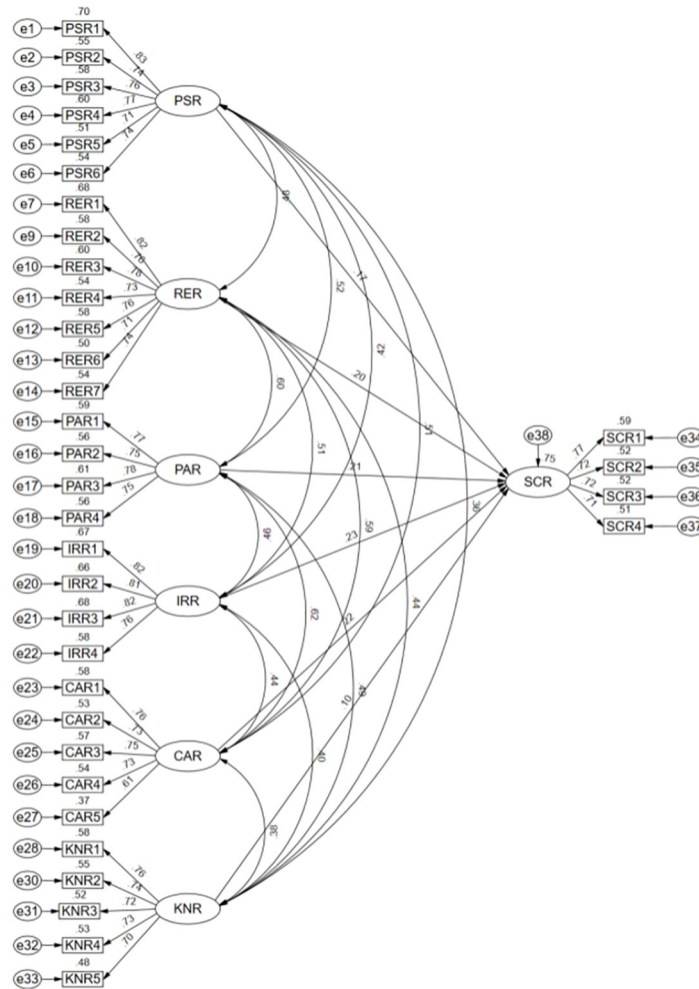 .70
e1 PSR1
.55
e2 PSR2
.58
e3 PSR3
.60
e4 PSR4
.51
e5 PSR5
.54
e6 PSR6
.83
.74
.76
.77
.71
.74
PSR
.68
e7 RER1
.58
e9 RER2
.60
e10 RER3
.54
e11 RER4
.58
e12 RER5
.50
e13 RER6
.54
e14 RER7
.82
.76
.78
.73
.76
.71
.74
RER
.59
e15 PAR1
.56
e16 PAR2
.61
e17 PAR3
.56
e18 PAR4
.77
.75
.78
.75
PAR
.67
e19 IRR1
.66
e20 IRR2
.68
e21 IRR3
.58
e22 IRR4
.82
.81
.82
.76
IRR
.58
e23 CAR1
.53
e24 CAR2
.57
e25 CAR3
.54
e26 CAR4
.37
e27 CAR5
.76
.73
.75
.73
.61
CAR
.58
e28 KNR1
.55
e30 KNR2
.52
e31 KNR3
.53
e32 KNR4
.48
e33 KNR5
.76
.74
.72
.73
.70
KNR
.52
.17
.42
.20
.60
.51
.51
.21
.59
.36
.46
.23
.62
.22
.44
.44
.10
.40
.38
e38
.75
SCR
.77
.72
.72
.71
.59
SCR1 e34
.52
SCR2 e35
.52
SCR3 e36
.51
SCR4 e37